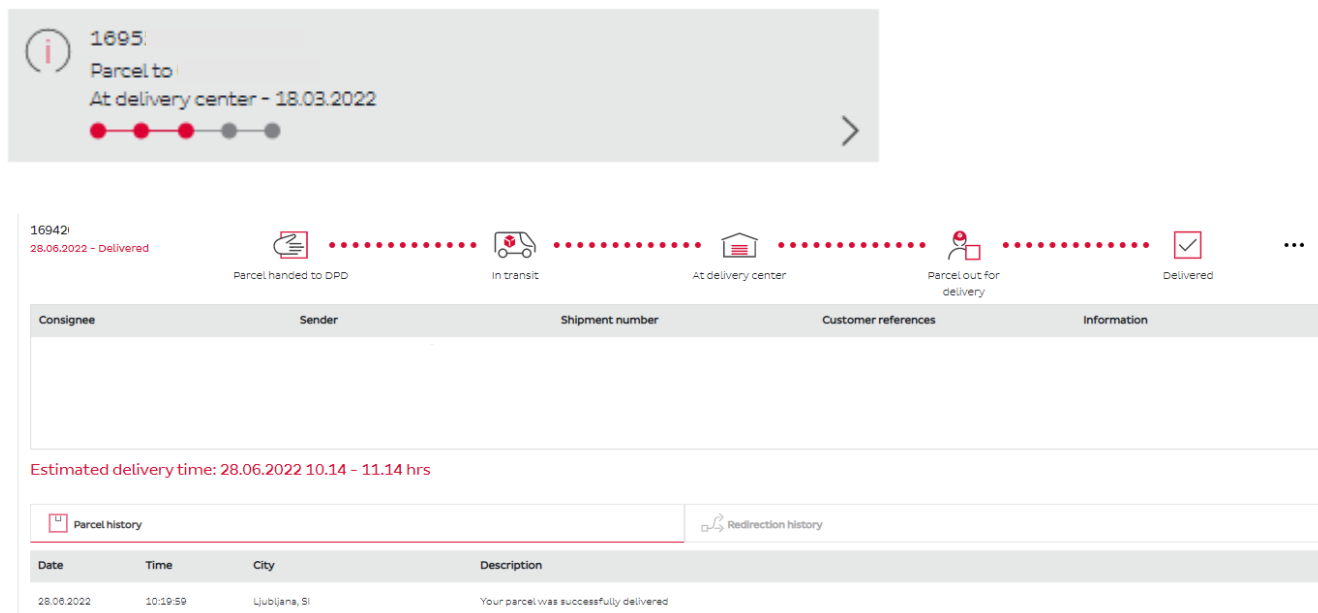 1695
Parcel to
At delivery center - 18.03.2022
16942
28.06.2022 - Delivered
Parcel handed to DPD
In transit
At delivery center
Parcel out for
delivery
Delivered
Consignee Sender Shipment number Customer references Information
Estimated delivery time: 28.06.2022 10.14 - 11.14 hrs
Parcel history Redirection history
Date Time City Description
28.06.2022 10:19:59 Ljubljana, SI Your parcel was successfully delivered